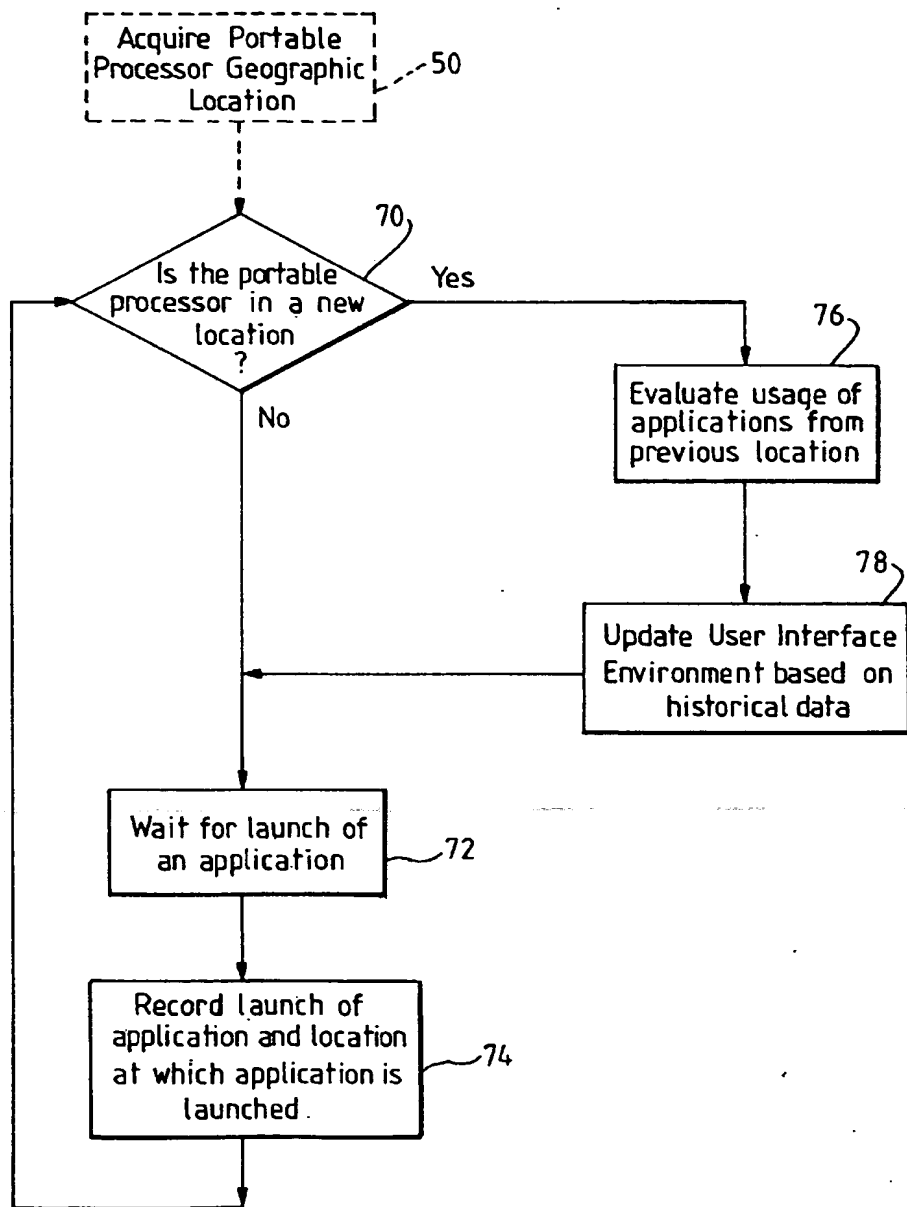 Acquire Portable
Processor Geographic
Location
50
70
Is the portable
processor in a new
location
?
Yes
No
76
Evaluate usage of
applications from
previous location
78
Update User Interface
Environment based on
historical data
Wait for launch of
an application
72
Record launch of
application and location
at which application is
launched.
74